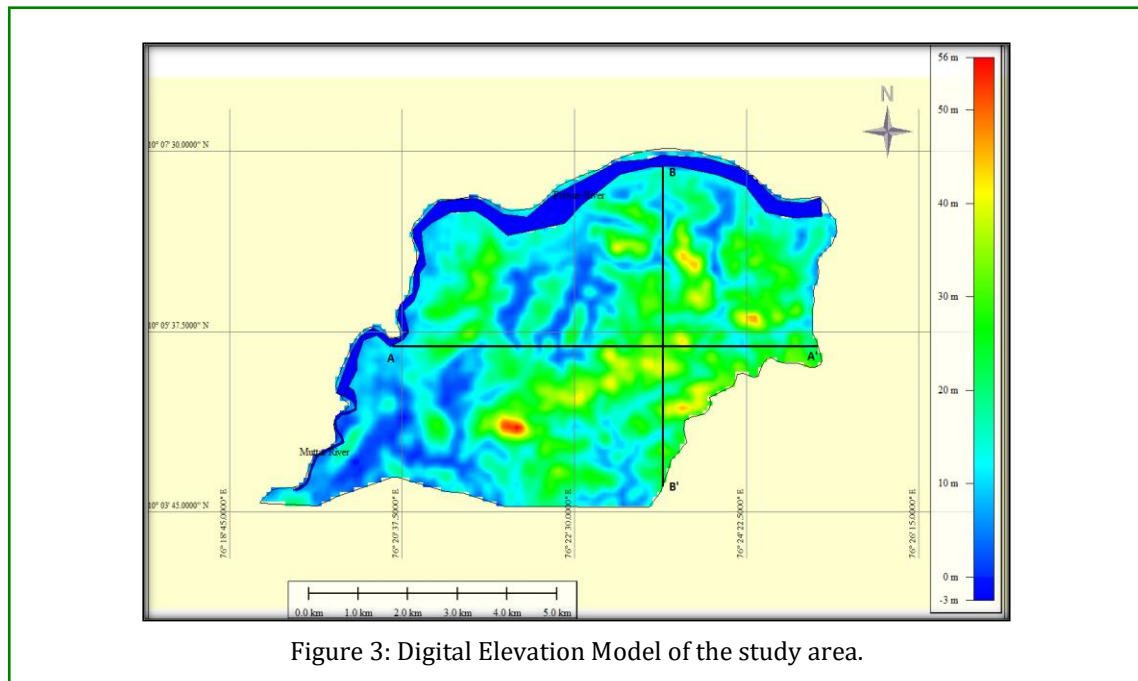 56 m
N
50 m
10° 07' 30.0000" N
B
River
40 m
30 m
10° 05' 37.5000" N
A
A'
20 m
Muttar River
B'
10 m
10° 03' 45.0000" N
76° 18' 45.0000" E
76° 20' 37.5000" E
76° 22' 30.0000" E
76° 24' 22.5000" E
76° 26' 15.0000" E
0 m
-3 m
0.0 km 1.0 km 2.0 km 3.0 km 4.0 km 5.0 km
Figure 3: Digital Elevation Model of the study area.